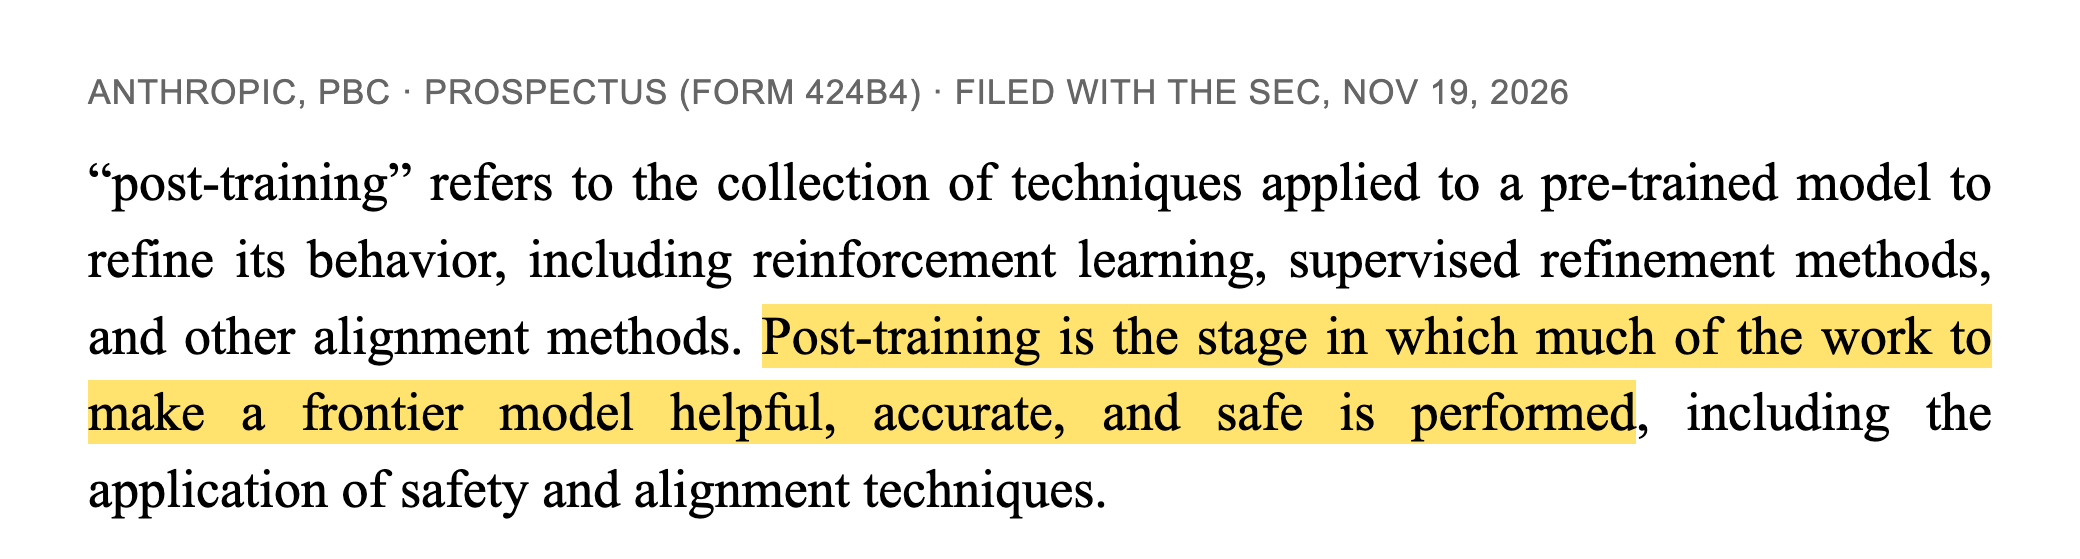 ANTHROPIC, PBC · PROSPECTUS (FORM 424B4) · FILED WITH THE SEC, NOV 19, 2026
“post-training” refers to the collection of techniques applied to a pre-trained model to
refine its behavior, including reinforcement learning, supervised refinement methods,
and other alignment methods. Post-training is the stage in which much of the work to
make a frontier model helpful, accurate, and safe is performed, including the
application of safety and alignment techniques.